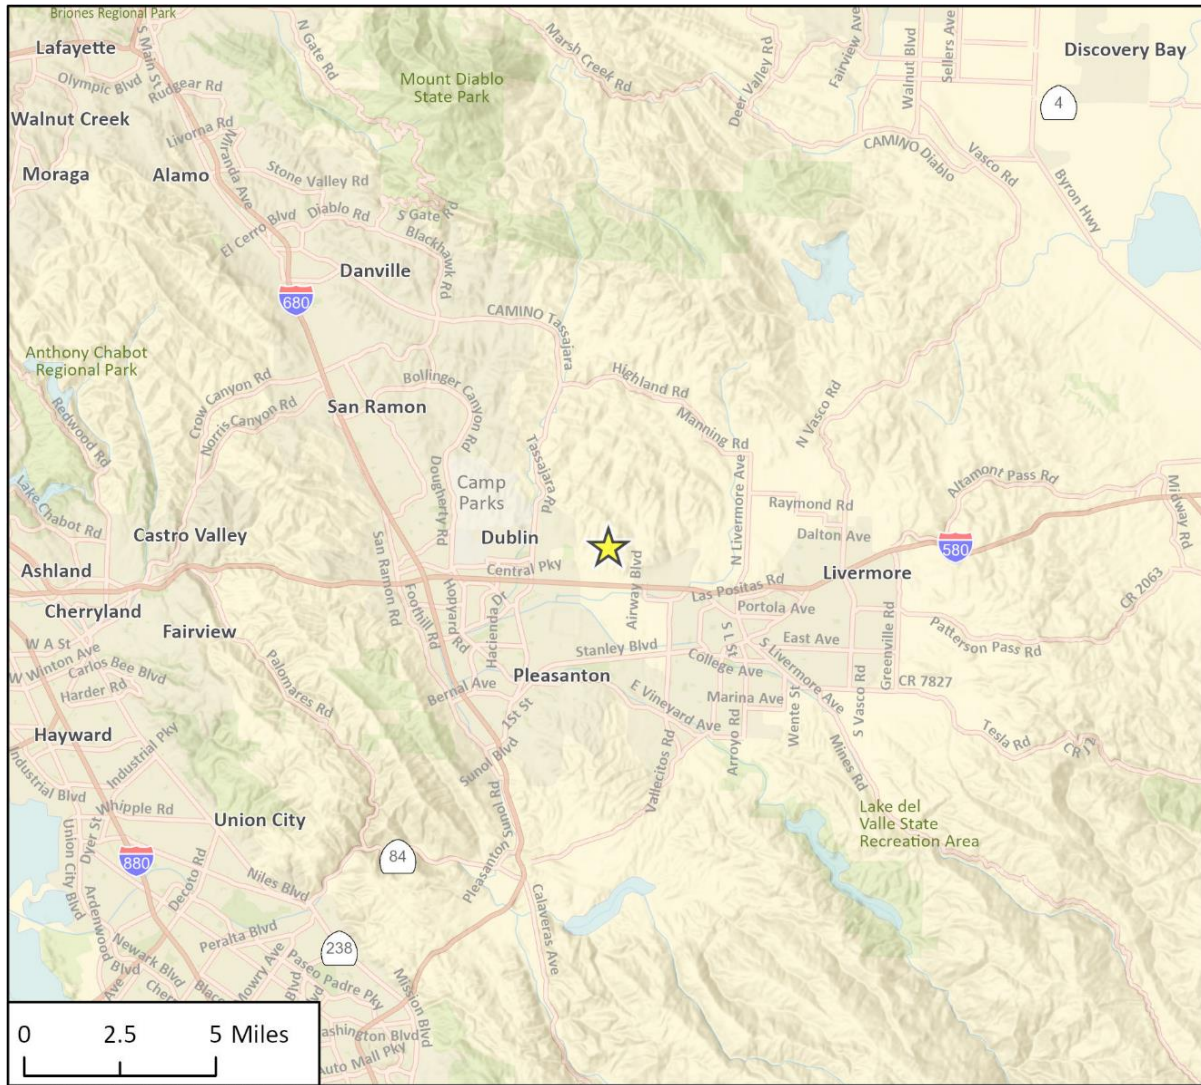 Briones Regional Park
Lafayette
S Main St
N Gate Rd
Marsh Creek Rd
Deer Valley Rd
Fairview Ave
Walnut Blvd
Sellers Ave
Discovery Bay
Olympic Blvd
Rudgear Rd
Mount Diablo
State Park
4
Walnut Creek
Livorna Rd
Miranda Ave
CAMINO Diablo
Vasco Rd
Moraga
Alamo
Stone Valley Rd
Byron Hwy
El Cerro Blvd
Diablo Rd
S Gate Rd
Blackhawk Rd
Danville
680
CAMINO Tassajara
Anthony Chabot
Regional Park
Redwood Rd
Crow Canyon Rd
Norris Canyon Rd
San Ramon
Bollinger Canyon Rd
Highland Rd
Manning Rd
N Vasco Rd
Tassajara Rd
Dougherty Rd
Camp
Parks
N Livermore Ave
Raymond Rd
Altamont Pass Rd
Midway Rd
Lake Chabot Rd
Castro Valley
San Ramon Rd
Dublin
Dalton Ave
580
Ashland
Central Pky
Airway Blvd
Las Positas Rd
Livermore
CR 2063
Cherryland
Foothill Rd
Hopyard Rd
Hacienda Dr
Portola Ave
Fairview
W A St
W Winton Ave
Carlos Bee Blvd
Harder Rd
Palomares Rd
Stanley Blvd
S L St
S Livermore Ave
East Ave
Greenville Rd
Patterson Pass Rd
College Ave
Pleasanton
Bernal Ave
1st St
E Vineyard Ave
Marina Ave
CR 7827
Hayward
Industrial Pky
Industrial Blvd
Sunol Blvd
Sunol Rd
Vallecitos Rd
Arroyo Rd
Wente St
S Vasco Rd
Mines Rd
Tesla Rd
CR J2
Whipple Rd
Union City Blvd
Dyer St
Union City
Lake del
Valle State
Recreation Area
880
84
Decoto Rd
Niles Blvd
Pleasanton
Calaveras Ave
Ardenwood Blvd
Newark Blvd
Peralta Blvd
238
Mowry Ave
Blvd
Paseo Padre Pky
Mission Blvd
Ave
Auto Mall Pky
0 2.5 5 Miles